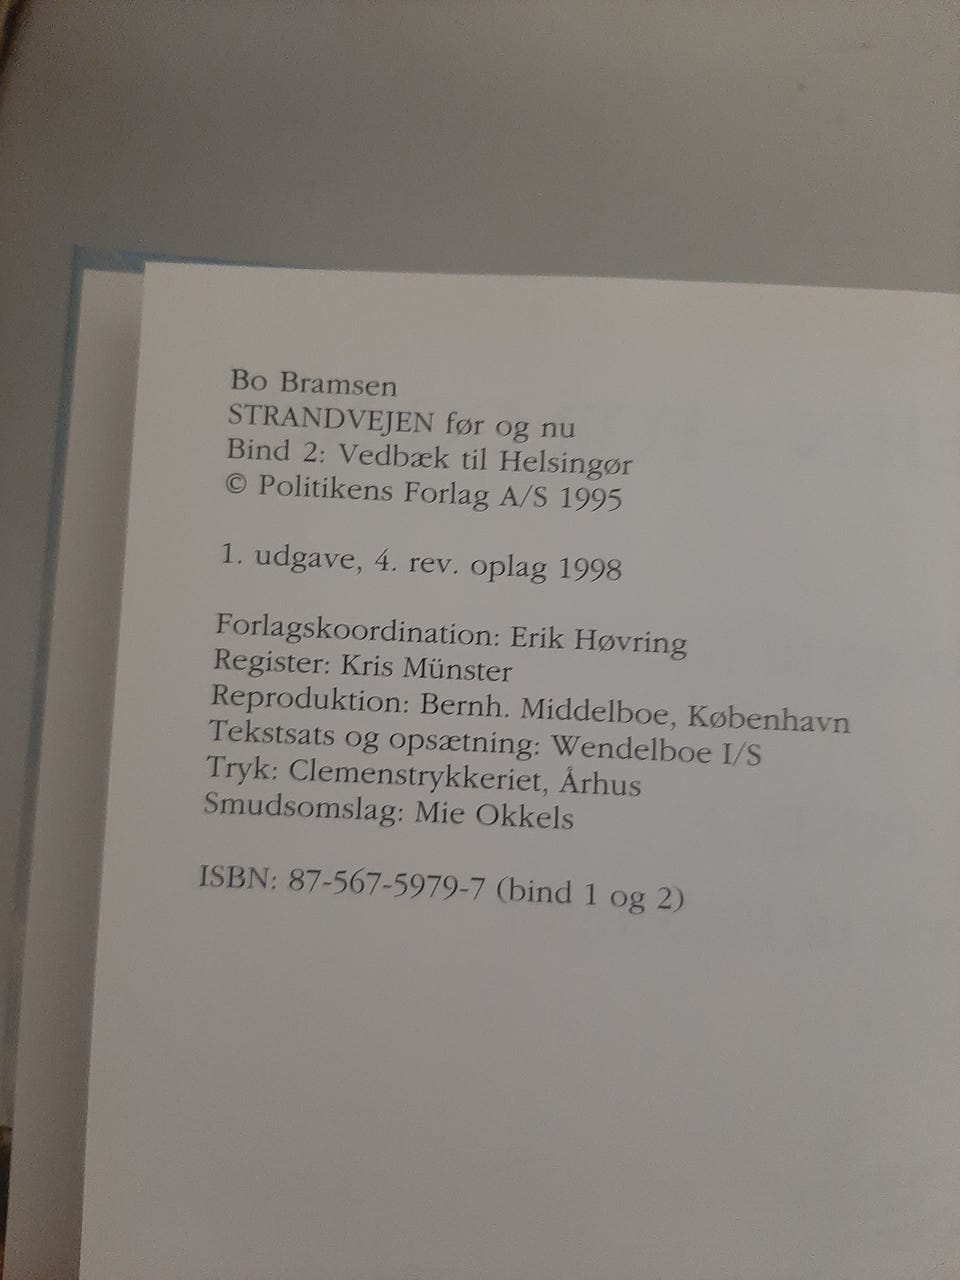 Bo Bramsen
STRANDVEJEN før og nu
Bind 2: Vedbæk til Helsingør
© Politikens Forlag A/S 1995
1. udgave, 4. rev. oplag 1998
Forlagskoordination: Erik Høvring
Register: Kris Münster
Reproduktion: Bernh. Middelboe, København
Tekstsats og opsætning: Wendelboe I/S
Tryk: Clemenstrykkeriet, Århus
Smudsomslag: Mie Okkels
ISBN: 87-567-5979-7 (bind 1 og 2)